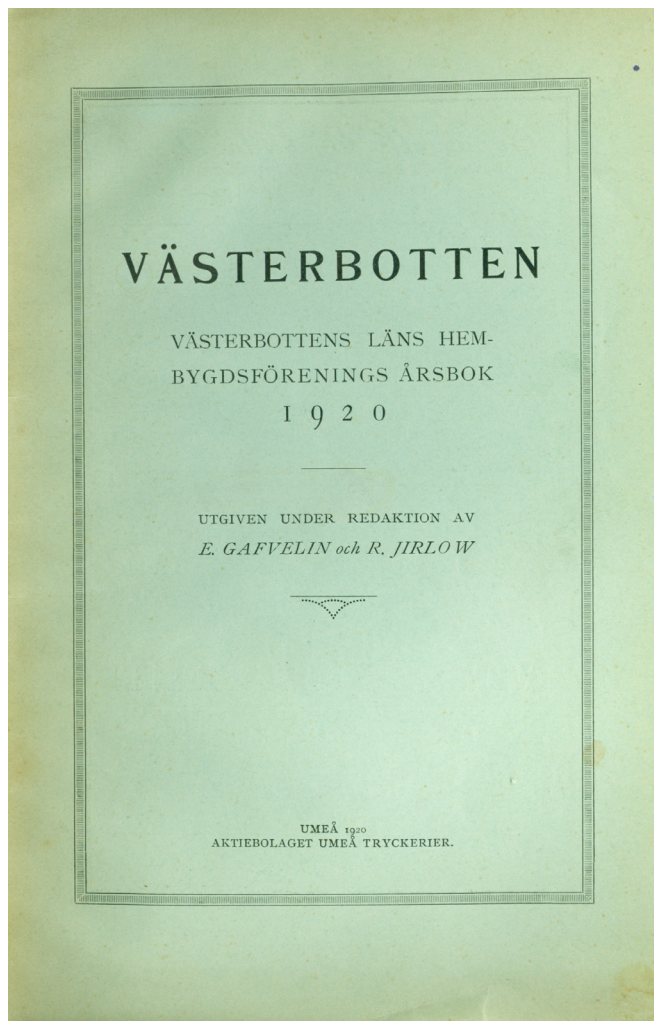 VÄSTERBOTTEN
VÄSTERBOTTENS LÄNS HEM-
BYGDSFÖRENINGS ÅRSBOK
1920
UTGIVEN UNDER REDAKTION AV
E. GAFVELIN och R. JIRLOW
UMEÅ 1920
AKTIEBOLAGET UMEÅ TRYCKERIER.